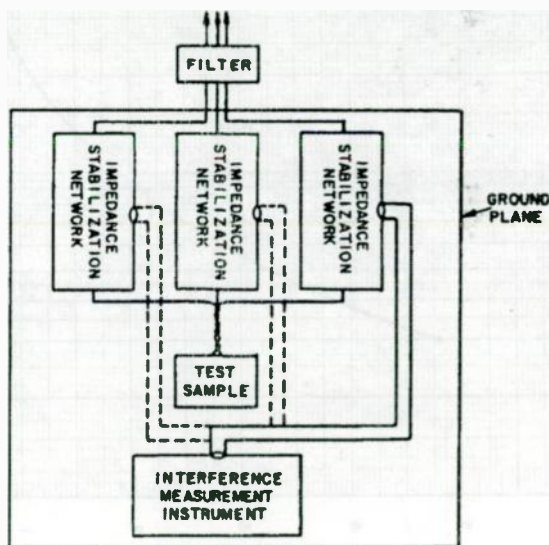 FILTER
IMPEDANCE
STABILIZATION
NETWORK
IMPEDANCE
STABILIZATION
NETWORK
IMPEDANCE
STABILIZATION
NETWORK
GROUND
PLANE
TEST
SAMPLE
INTERFERENCE
MEASUREMENT
INSTRUMENT